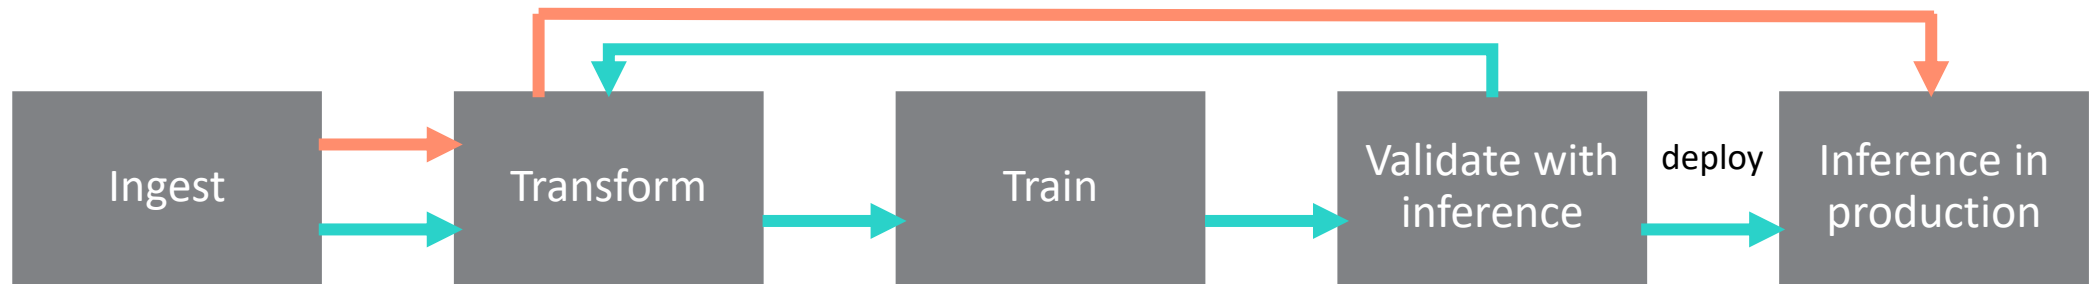 Ingest
Transform
Train
Validate with
inference
deploy
Inference in
production